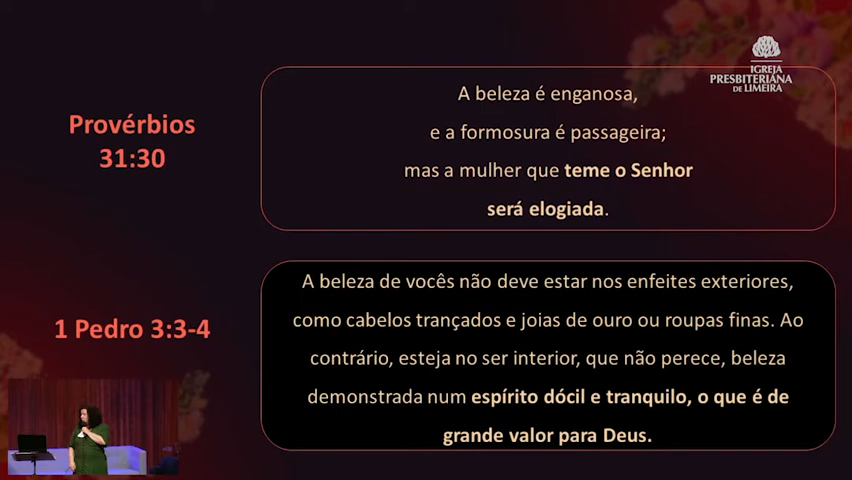 IGREJA
PRESBITERIANA
DE LIMEIRA
Provérbios
31:30
A beleza é enganosa,
e a formosura é passageira;
mas a mulher que teme o Senhor
será elogiada.
1 Pedro 3:3-4
A beleza de vocês não deve estar nos enfeites exteriores,
como cabelos trançados e joias de ouro ou roupas finas. Ao
contrário, esteja no ser interior, que não perece, beleza
demonstrada num espírito dócil e tranquilo, o que é de
grande valor para Deus.